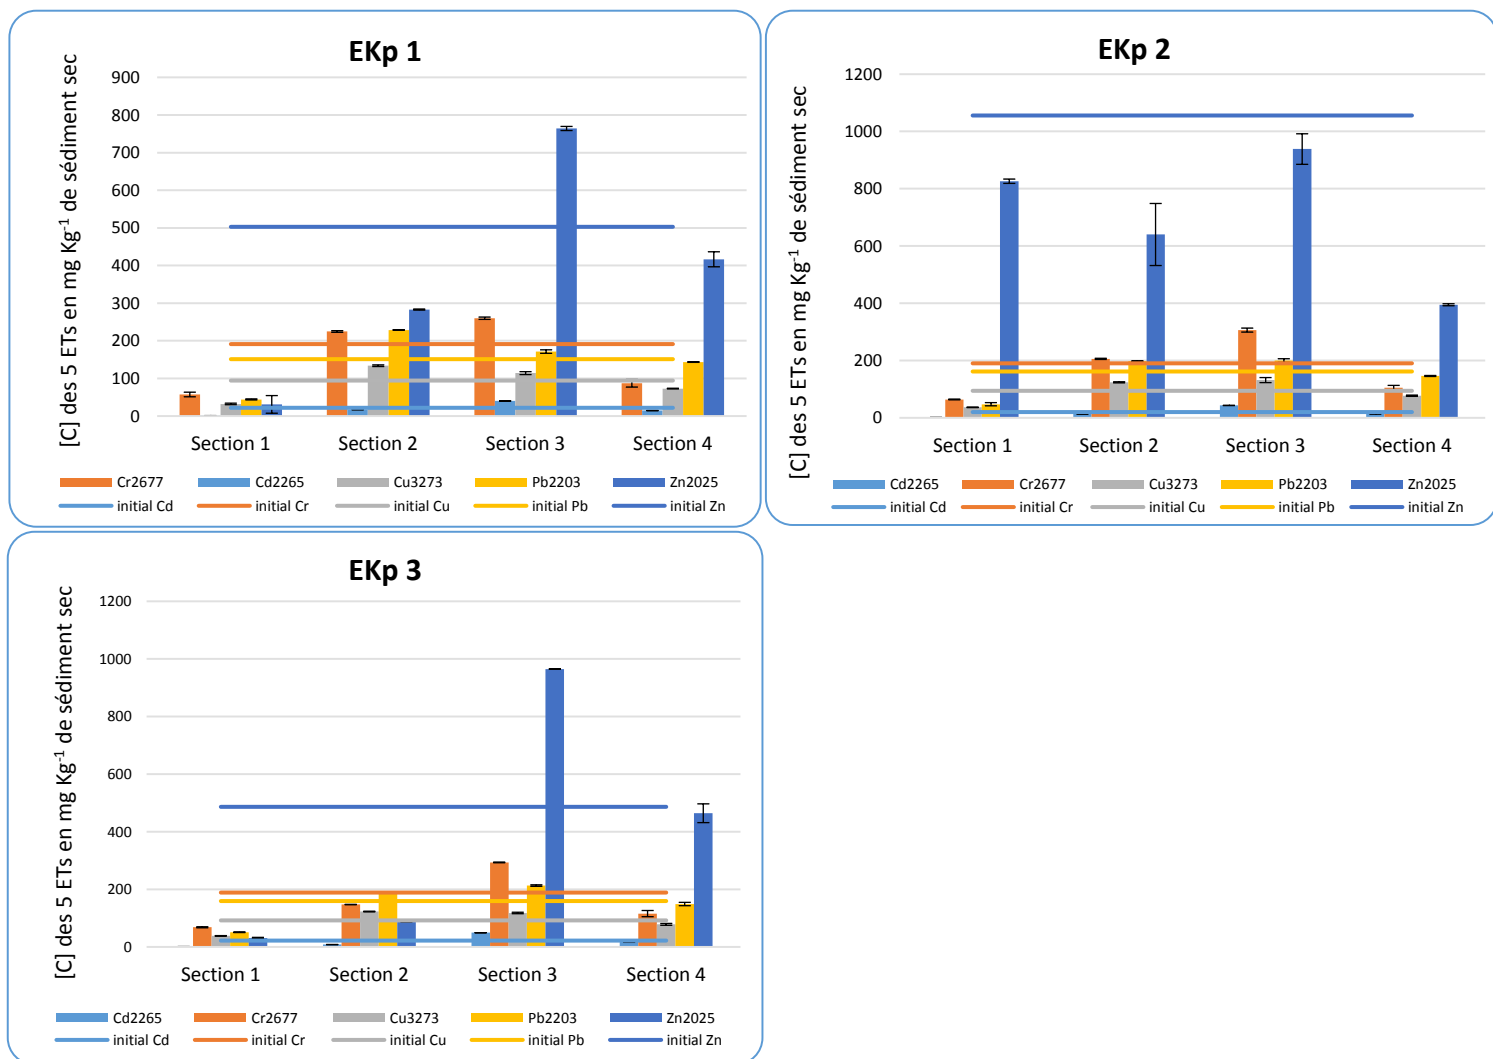 EKp 1
[C] des 5 ETs en mg Kg⁻¹ de sédiment sec
900
800
700
600
500
400
300
200
100
0
Section 1 Section 2 Section 3 Section 4
Cr2677 Cd2265 Cu3273 Pb2203 Zn2025
initial Cd initial Cr initial Cu initial Pb initial Zn
EKp 2
[C] des 5 ETs en mg Kg⁻¹ de sédiment sec
1200
1000
800
600
400
200
0
Section 1 Section 2 Section 3 Section 4
Cd2265 Cr2677 Cu3273 Pb2203 Zn2025
initial Cd initial Cr initial Cu initial Pb initial Zn
EKp 3
[C] des 5 ETs en mg Kg⁻¹ de sédiment sec
1200
1000
800
600
400
200
0
Section 1 Section 2 Section 3 Section 4
Cd2265 Cr2677 Cu3273 Pb2203 Zn2025
initial Cd initial Cr initial Cu initial Pb initial Zn